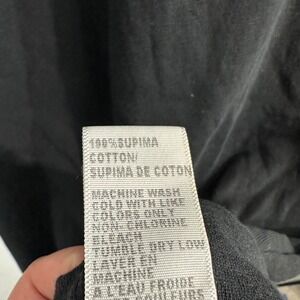 100%SUPIMA
COTTON/
SUPIMA DE COTON
MACHINE WASH
COLD WITH LIKE
COLORS ONLY
NON-CHLORINE
BLEACH
TUMBLE DRY LOW
LAVER EN
MACHINE
A L'EAU FROIDE
COULEURS